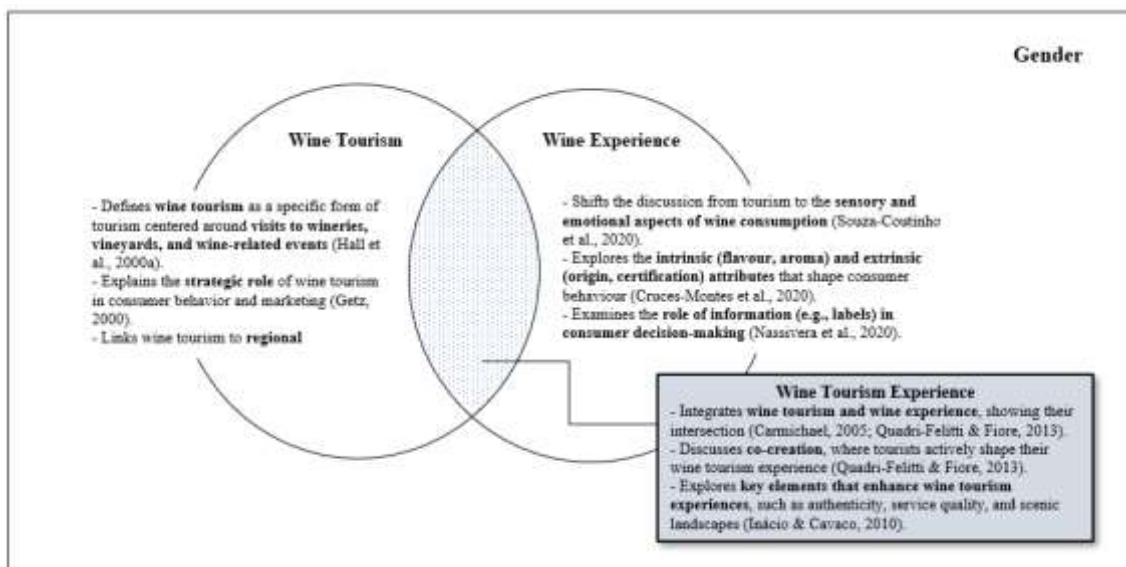 Gender
Wine Tourism
- Defines wine tourism as a specific form of
tourism centered around visits to wineries,
vineyards, and wine-related events (Hall
et al., 2000a).
- Explains the strategic role of wine tourism
in consumer behavior and marketing (Getz,
2000).
- Links wine tourism to regional
Wine Experience
- Shifts the discussion from tourism to the sensory and
emotional aspects of wine consumption (Souza-Coutinho
et al., 2020).
- Explores the intrinsic (flavour, aroma) and extrinsic
(origin, certification) attributes that shape consumer
behaviour (Cruces-Montes et al., 2020).
- Examines the role of information (e.g., labels) in
consumer decision-making (Nassivera et al., 2020).
Wine Tourism Experience
- Integrates wine tourism and wine experience, showing their
intersection (Carmichael, 2005; Quadri-Felitti & Fiore, 2013).
- Discusses co-creation, where tourists actively shape their
wine tourism experience (Quadri-Felitti & Fiore, 2013).
- Explores key elements that enhance wine tourism
experiences, such as authenticity, service quality, and scenic
landscapes (Inácio & Cavaco, 2010).